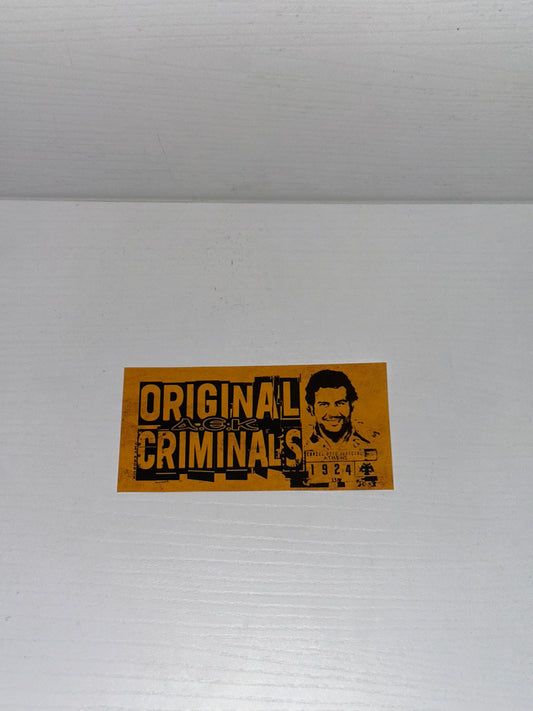 ORIGINAL
A.E.K
CRIMINALS
ATHENS
1924